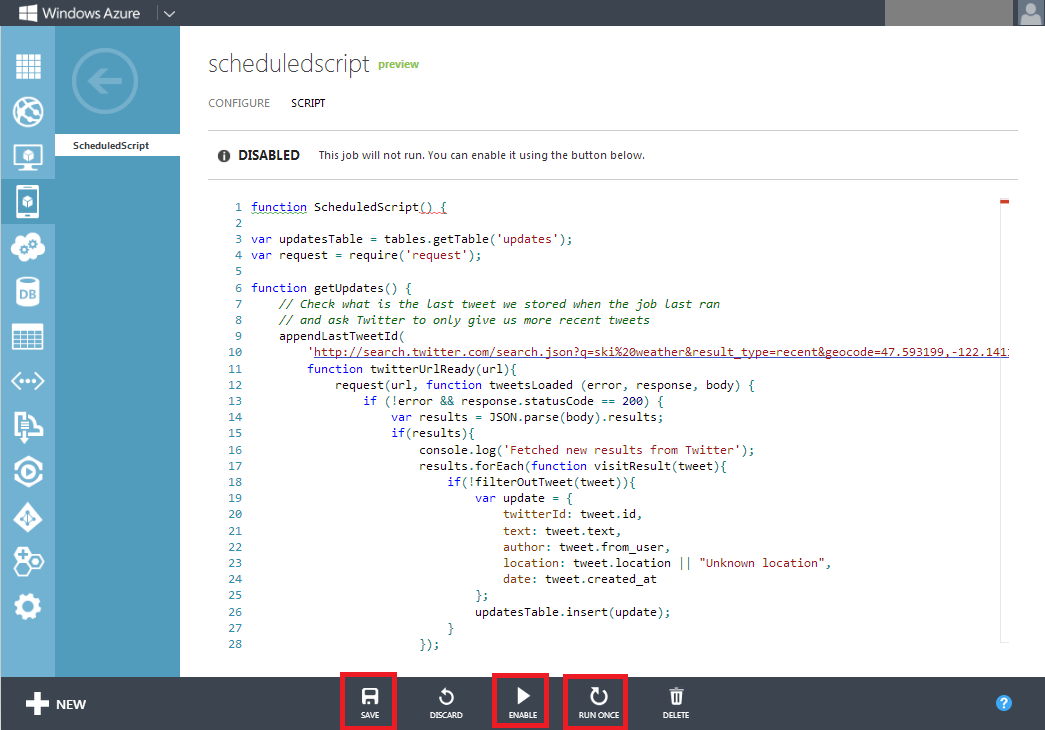 Windows Azure
scheduledscript preview
CONFIGURE SCRIPT
ScheduledScript
DISABLED This job will not run. You can enable it using the button below.
1 function ScheduledScript() {
2
3 var updatesTable = tables.getTable('updates');
4 var request = require('request');
5
6 function getUpdates() {
7 // Check what is the last tweet we stored when the job last ran
8 // and ask Twitter to only give us more recent tweets
9 appendLastTweetId(
10 'http://search.twitter.com/search.json?q=ski%20weather&result_type=recent&geocode=47.593199,-122.141
11 function twitterUrlReady(url){
12 request(url, function tweetsLoaded (error, response, body) {
13 if (!error && response.statusCode == 200) {
14 var results = JSON.parse(body).results;
15 if(results){
16 console.log('Fetched new results from Twitter');
17 results.forEach(function visitResult(tweet){
18 if(!filterOutTweet(tweet)){
19 var update = {
20 twitterId: tweet.id,
21 text: tweet.text,
22 author: tweet.from_user,
23 location: tweet.location || "Unknown location",
24 date: tweet.created_at
25 };
26 updatesTable.insert(update);
27 }
28 });
DB
NEW SAVE DISCARD ENABLE RUN ONCE DELETE ?